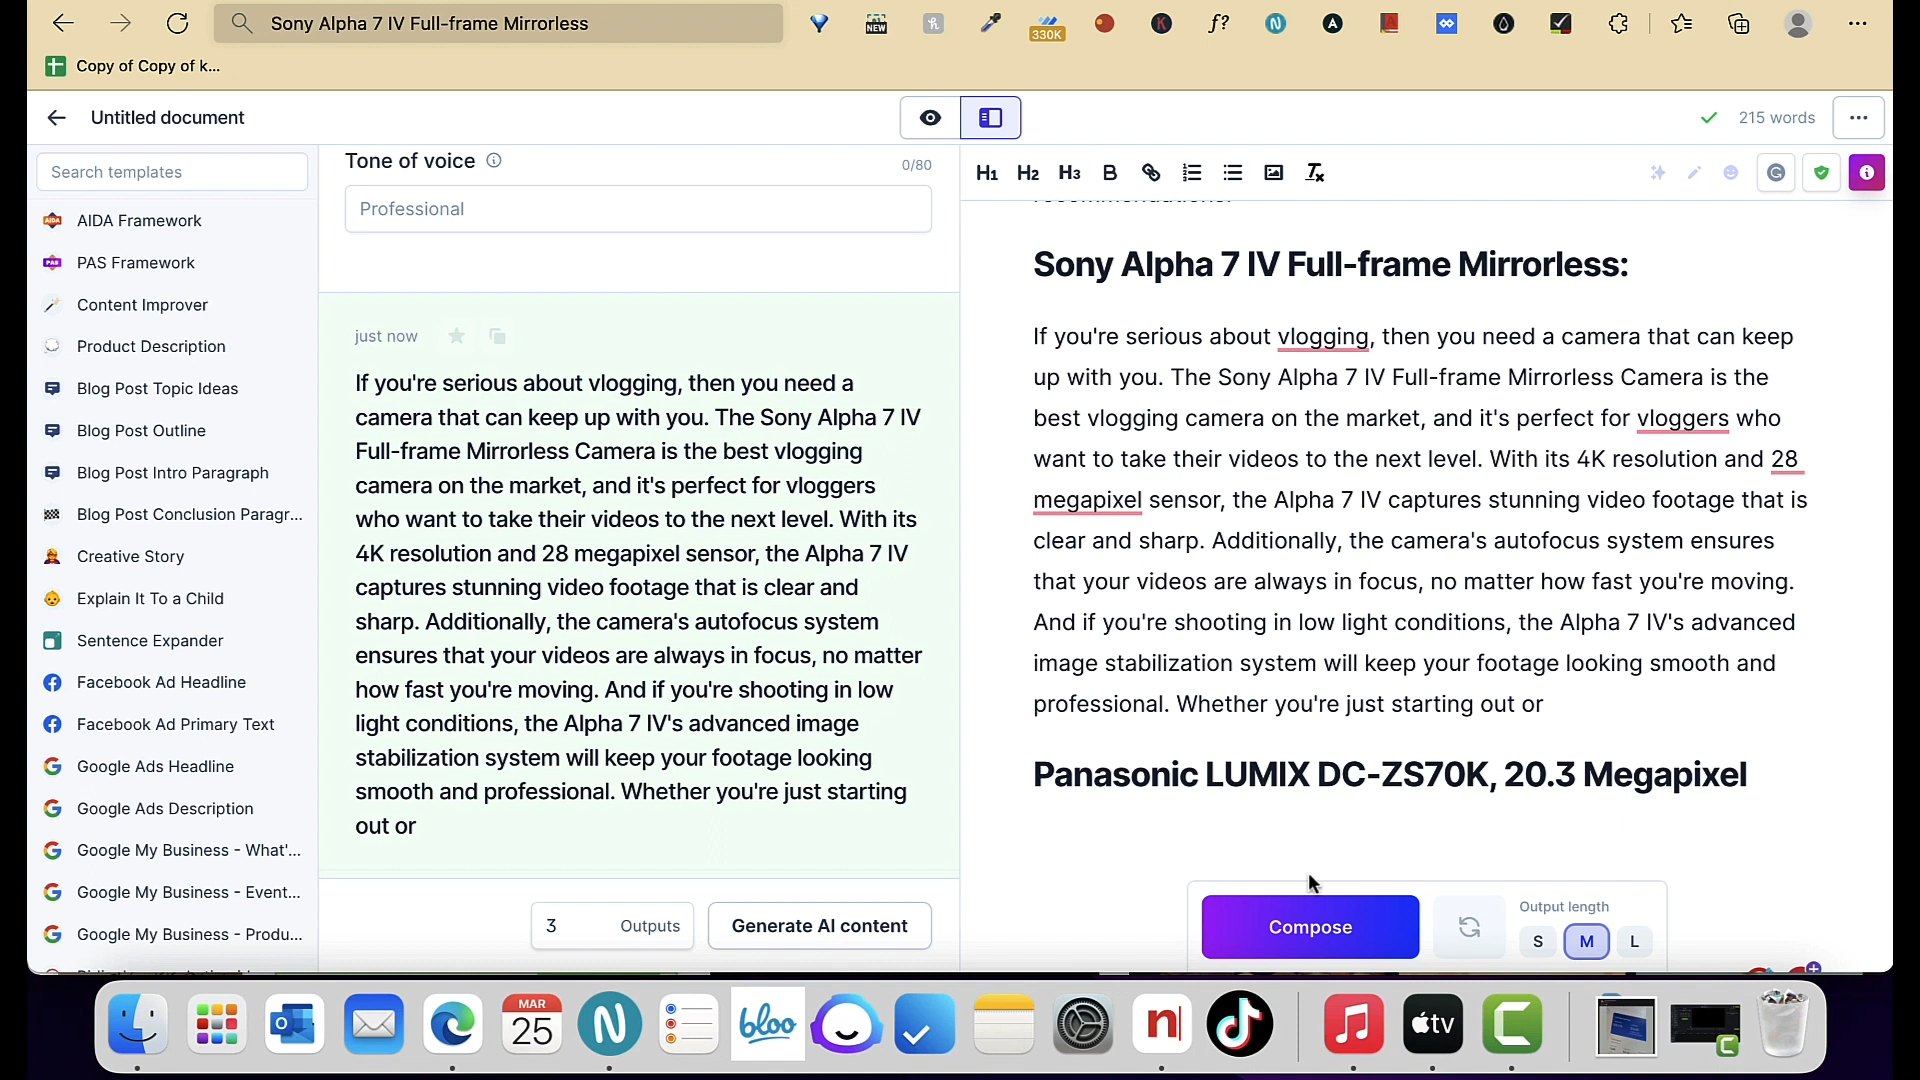 Sony Alpha 7 IV Full-frame Mirrorless
NEW
330K
f?
Copy of Copy of k...
Untitled document
215 words
Search templates
AIDA Framework
PAS Framework
Content Improver
Product Description
Blog Post Topic Ideas
Blog Post Outline
Blog Post Intro Paragraph
Blog Post Conclusion Paragr...
Creative Story
Explain It To a Child
Sentence Expander
Facebook Ad Headline
Facebook Ad Primary Text
Google Ads Headline
Google Ads Description
Google My Business - What'...
Google My Business - Event...
Google My Business - Produ...
Tone of voice
0/80
Professional
just now
If you're serious about vlogging, then you need a
camera that can keep up with you. The Sony Alpha 7 IV
Full-frame Mirrorless Camera is the best vlogging
camera on the market, and it's perfect for vloggers
who want to take their videos to the next level. With its
4K resolution and 28 megapixel sensor, the Alpha 7 IV
captures stunning video footage that is clear and
sharp. Additionally, the camera's autofocus system
ensures that your videos are always in focus, no matter
how fast you're moving. And if you're shooting in low
light conditions, the Alpha 7 IV's advanced image
stabilization system will keep your footage looking
smooth and professional. Whether you're just starting
out or
3 Outputs
Generate AI content
H1 H2 H3 B
Sony Alpha 7 IV Full-frame Mirrorless:
If you're serious about vlogging, then you need a camera that can keep
up with you. The Sony Alpha 7 IV Full-frame Mirrorless Camera is the
best vlogging camera on the market, and it's perfect for vloggers who
want to take their videos to the next level. With its 4K resolution and 28
megapixel sensor, the Alpha 7 IV captures stunning video footage that is
clear and sharp. Additionally, the camera's autofocus system ensures
that your videos are always in focus, no matter how fast you're moving.
And if you're shooting in low light conditions, the Alpha 7 IV's advanced
image stabilization system will keep your footage looking smooth and
professional. Whether you're just starting out or
Panasonic LUMIX DC-ZS70K, 20.3 Megapixel
Compose
Output length
S M L
MAR
25
bloo
n
tv